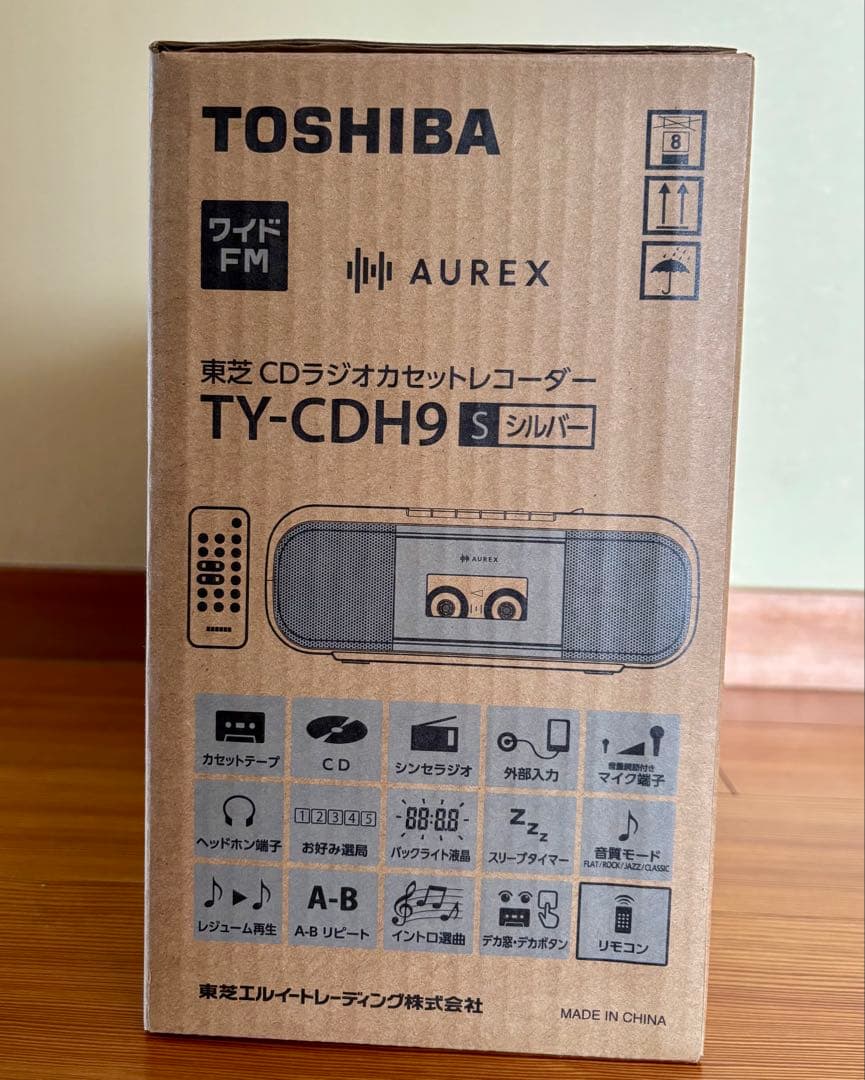 TOSHIBA
8
ワイド
FM
AUREX
東芝 CDラジオカセットレコーダー
TY-CDH9 S シルバー
AUREX
カセットテープ
CD
シンセラジオ
外部入力
音量調節付き
マイク端子
ヘッドホン端子
1 2 3 4 5
お好み選局
88:8.8
バックライト液晶
Zzz
スリープタイマー
音質モード
FLAT/ROCK/JAZZ/CLASSIC
レジューム再生
A-B
A-B リピート
イントロ選曲
デカ窓・デカボタン
リモコン
東芝エルイートレーディング株式会社
MADE IN CHINA